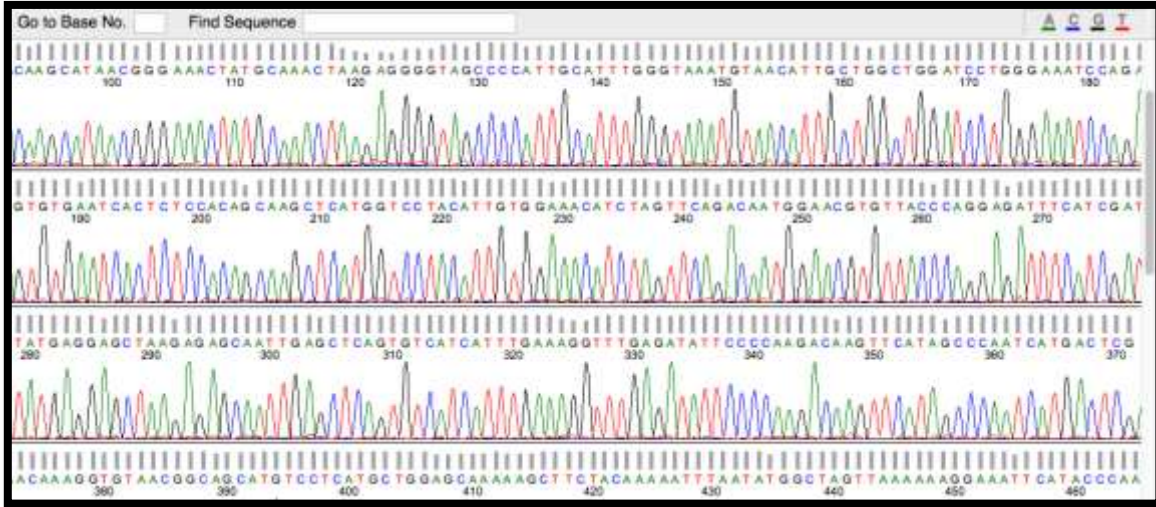 Go to Base No. Find Sequence A C G T
CAAGCATAACGGGAAACTATGCAAACTAAGAGGGGTAGCCCCATTGCATTTGGGTAAATGTAACATTGCTGGCTGGATCCTGGGAAATCCAGA
100 110 120 130 140 150 160 170 180
GTGTGAATCACTCTCCACAGCAAGCTCATGGTCCTACATTGTGGAAACATCTAGTTCAGACAATGGAACGTGTTACCCAGGAGATTTCATCGAT
190 200 210 220 230 240 250 260 270
TATGAGGAGCTAAGAGAGCAATTGAGCTCAGTGTCATCATTTGAAAGGTTTGAGATATTCCCCAAGACAAGTTCATAGCCCAATCATGACTCG
280 290 300 310 320 330 340 350 360 370
ACAAAGGTGTAACGGCAGCATGTCCTCATGCTGGAGCAAAAAGCTTCTACAAAAATTTAATATGGCTAGTTAAAAAAGGAAATTCATACCCAA
380 390 400 410 420 430 440 450 460